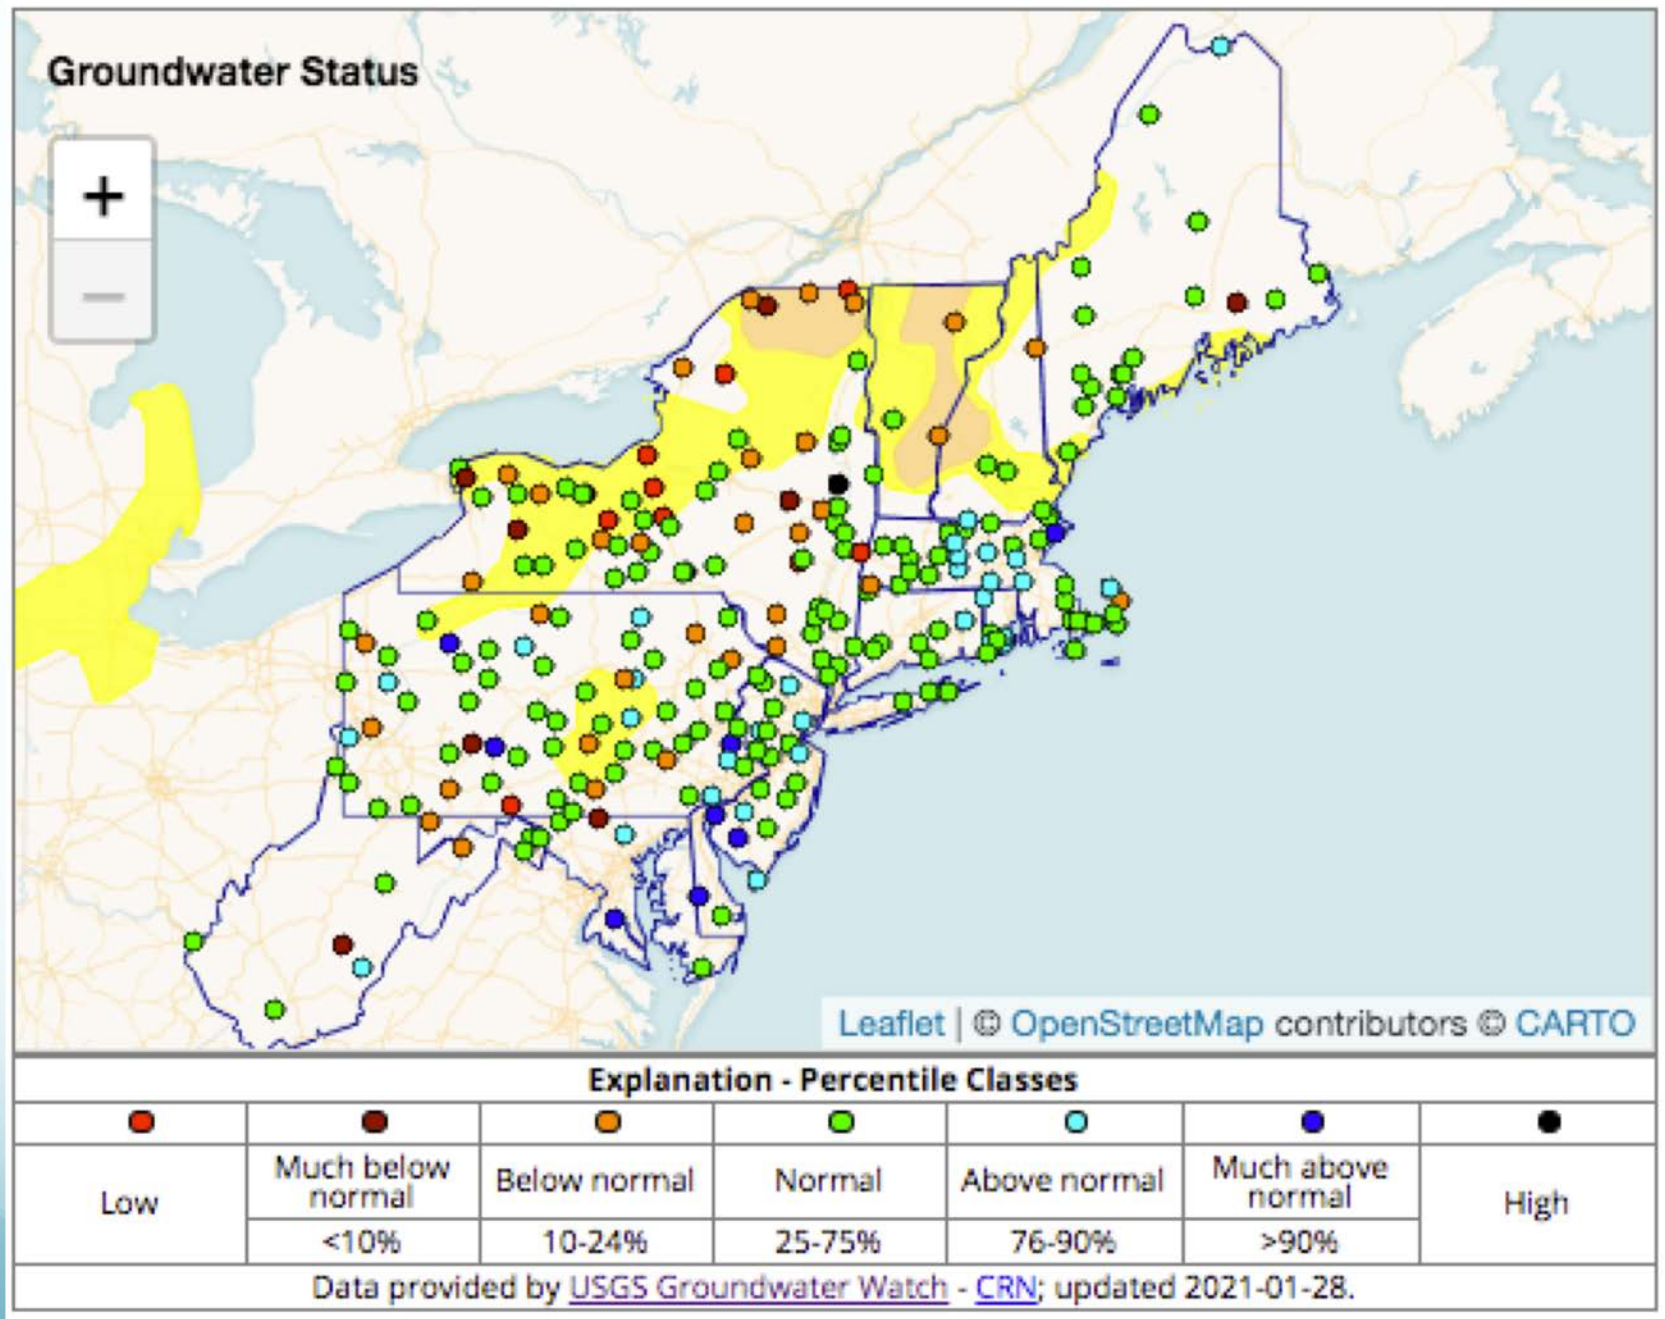 Groundwater Status
+
−
Leaflet | © OpenStreetMap contributors © CARTO
Explanation - Percentile Classes
Low
Much below normal
Below normal
Normal
Above normal
Much above normal
High
<10%
10-24%
25-75%
76-90%
>90%
Data provided by USGS Groundwater Watch - CRN; updated 2021-01-28.